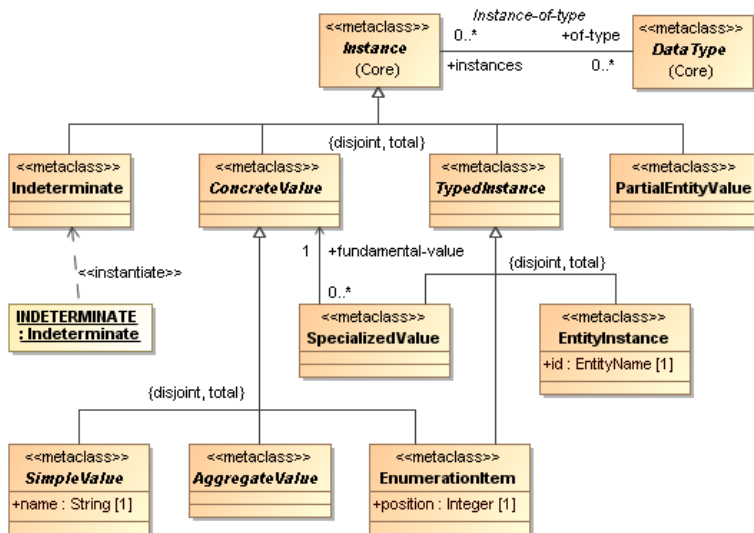 <<metaclass>>
Instance
(Core)
Instance-of-type
0..*
+of-type
+instances
0..*
<<metaclass>>
DataType
(Core)
{disjoint, total}
<<metaclass>>
Indeterminate
<<metaclass>>
ConcreteValue
<<metaclass>>
TypedInstance
<<metaclass>>
PartialEntityValue
<<instantiate>>
1
+fundamental-value
0..*
{disjoint, total}
INDETERMINATE
: Indeterminate
<<metaclass>>
SpecializedValue
<<metaclass>>
EntityInstance
+id : EntityName [1]
{disjoint, total}
<<metaclass>>
SimpleValue
+name : String [1]
<<metaclass>>
AggregateValue
<<metaclass>>
EnumerationItem
+position : Integer [1]